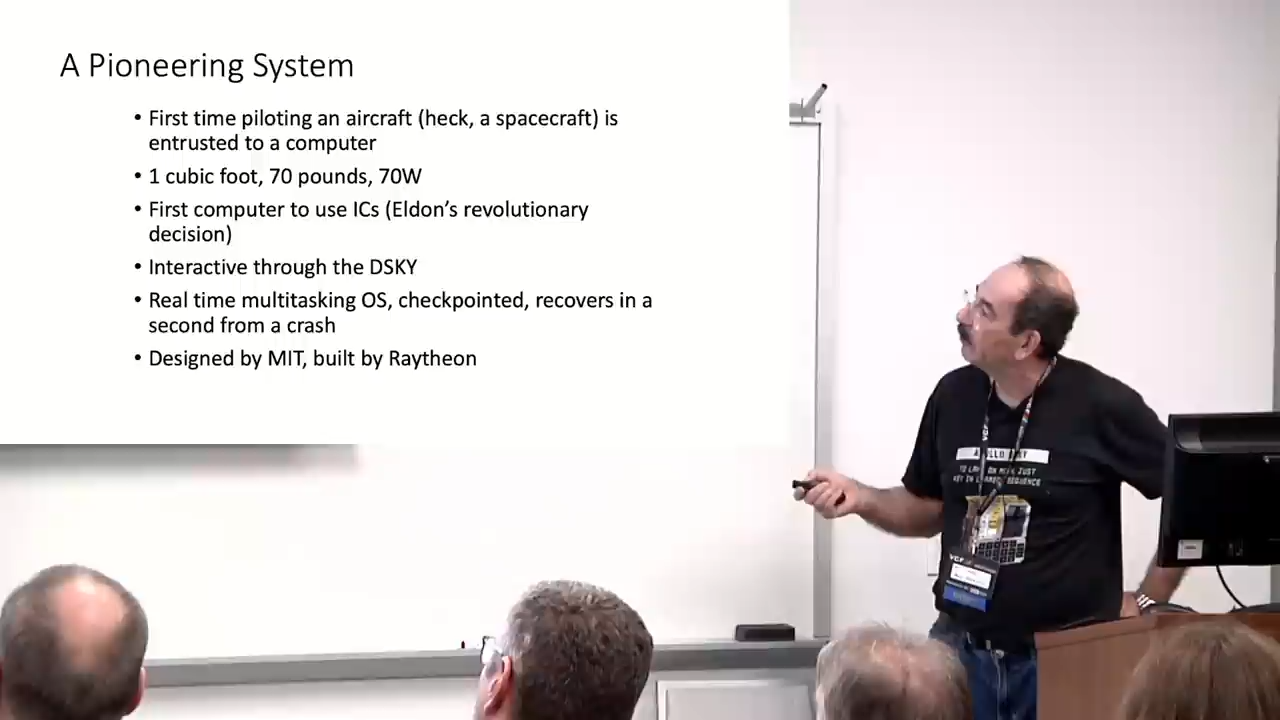 A Pioneering System
• First time piloting an aircraft (heck, a spacecraft) is
entrusted to a computer
• 1 cubic foot, 70 pounds, 70W
• First computer to use ICs (Eldon’s revolutionary
decision)
• Interactive through the DSKY
• Real time multitasking OS, checkpointed, recovers in a
second from a crash
• Designed by MIT, built by Raytheon
SEQUENCE
VCF